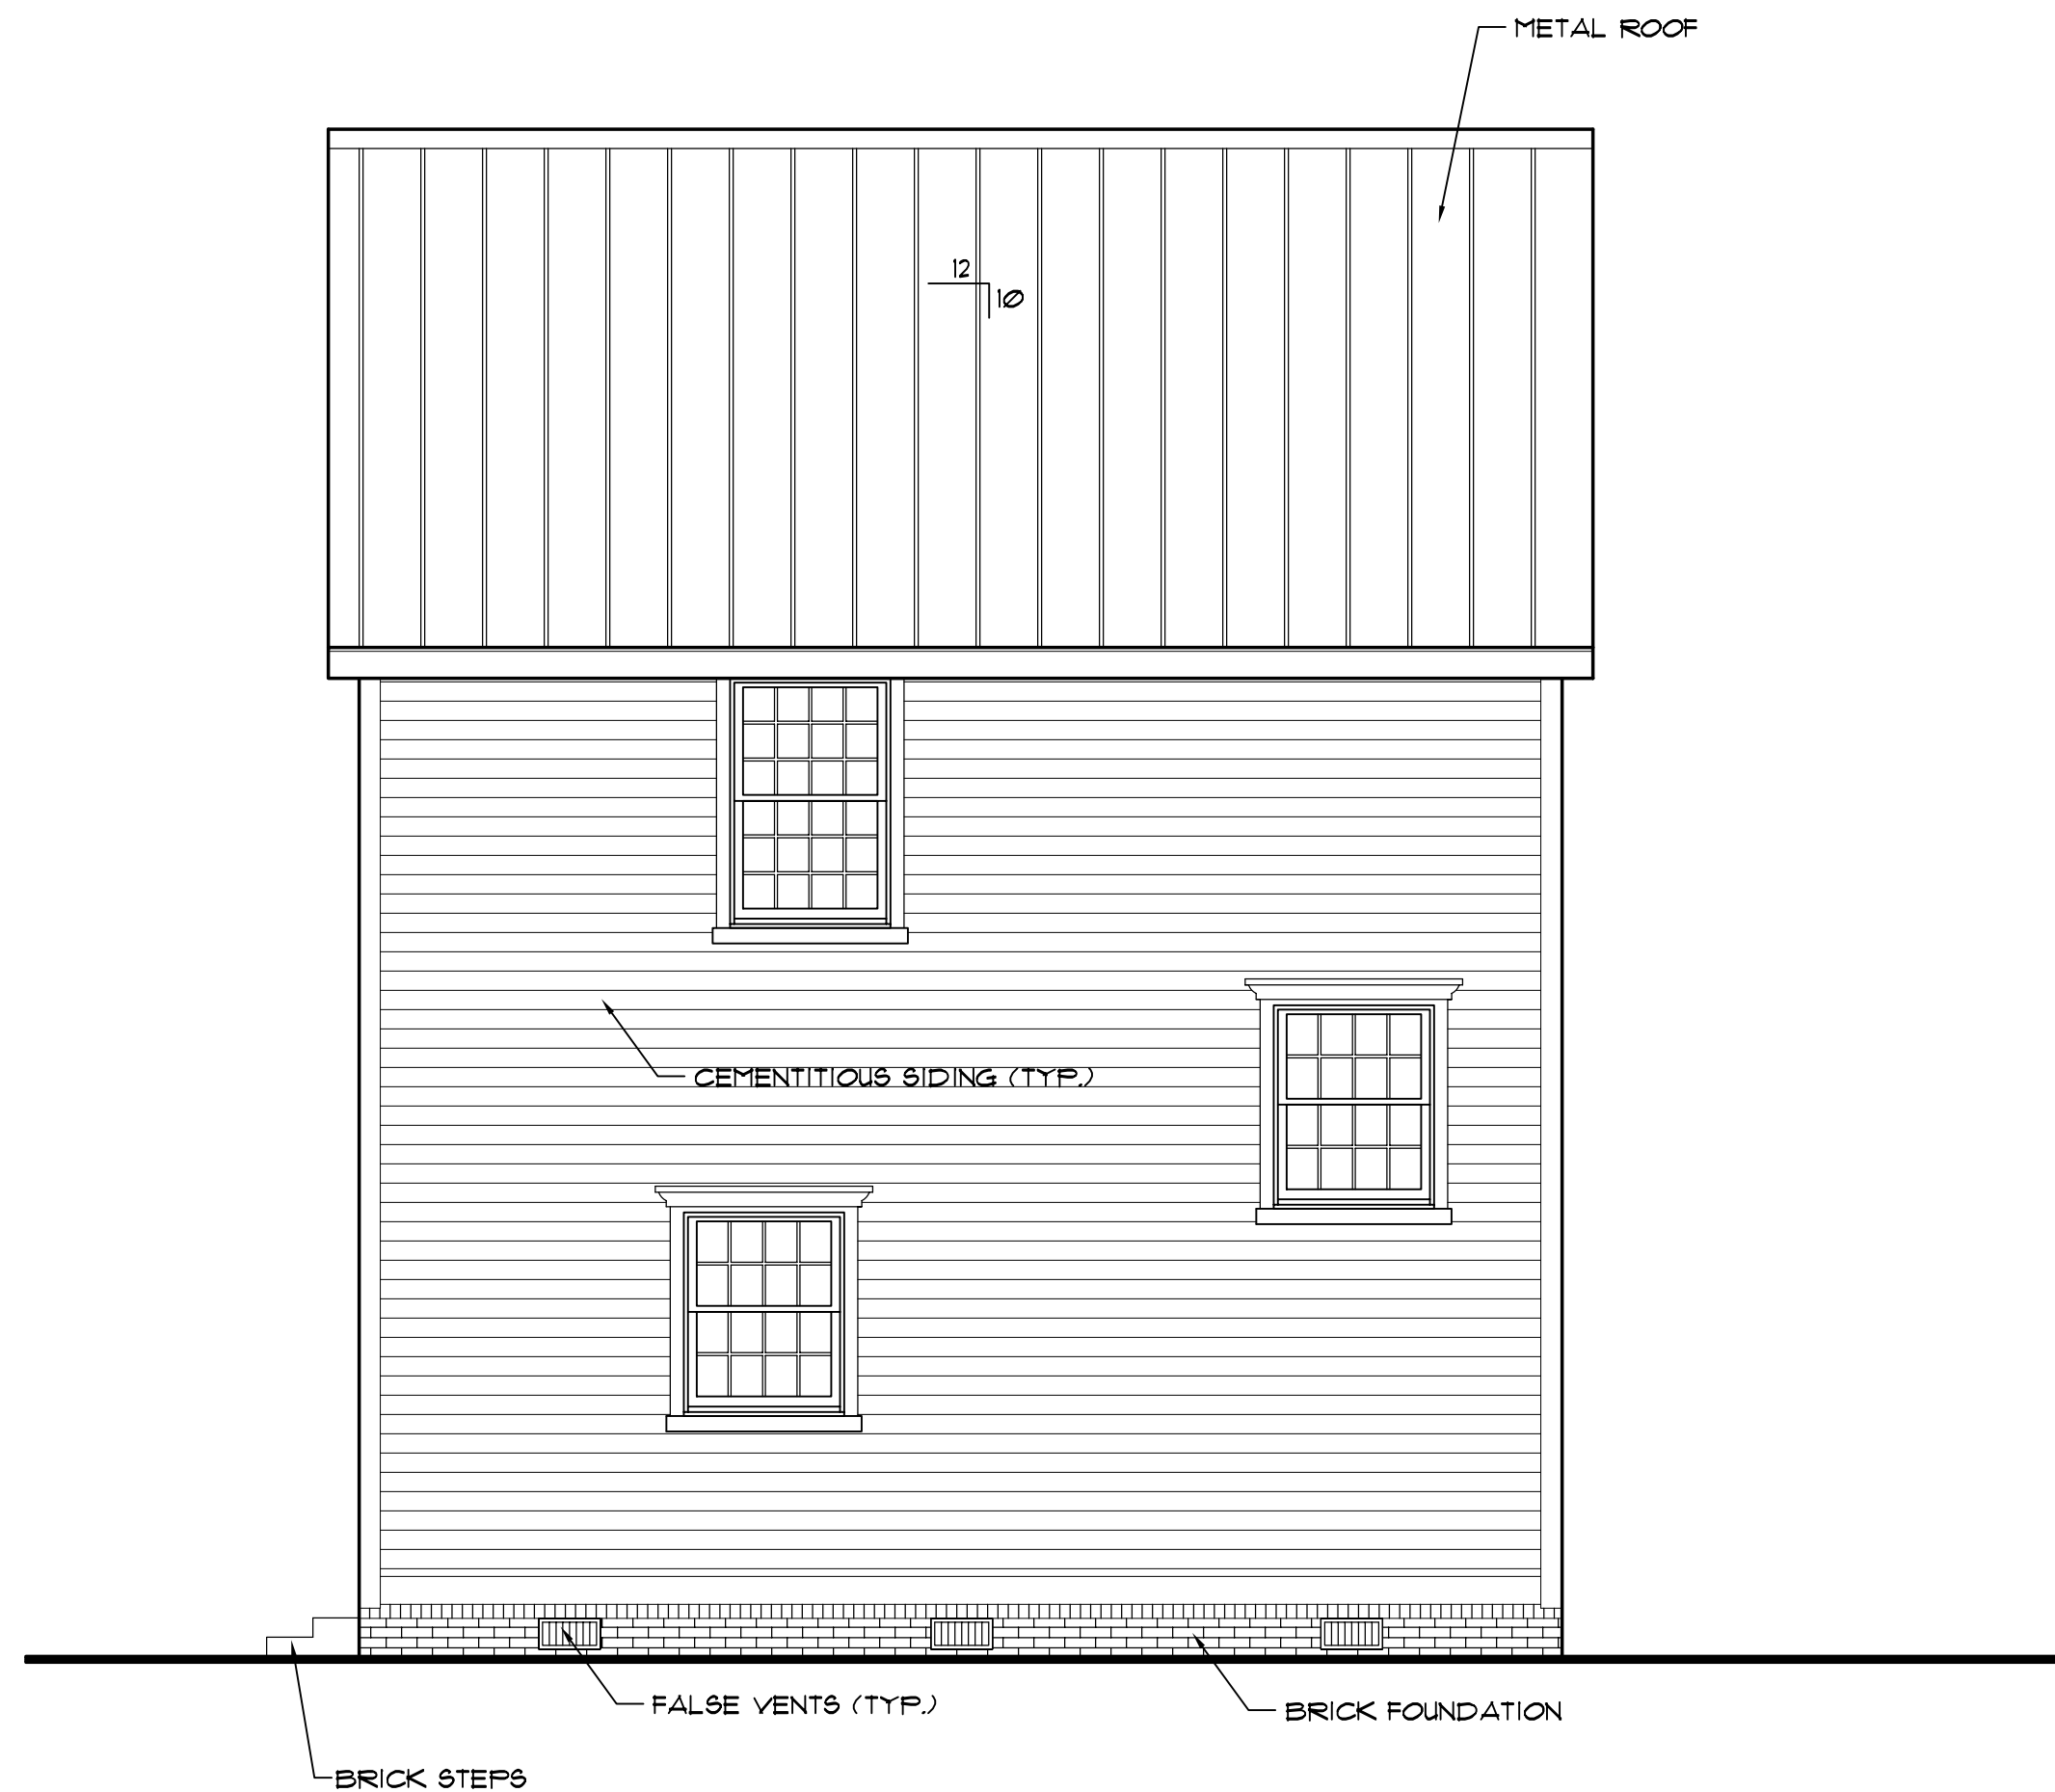 METAL ROOF
12
10
CEMENTITIOUS SIDING (TYP.)
FALSE VENTS (TYP.)
BRICK FOUNDATION
BRICK STEPS